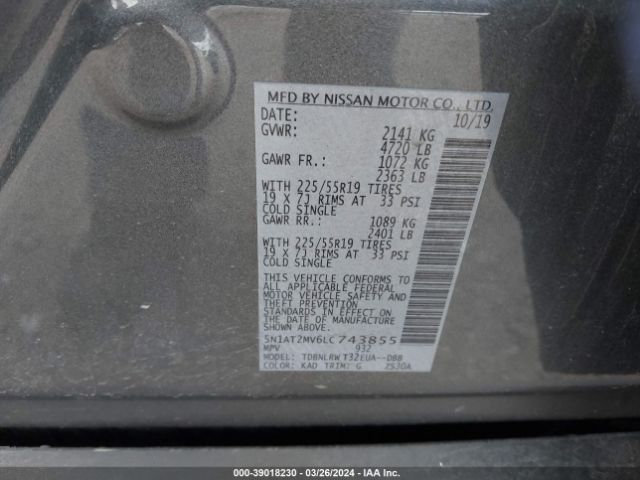 MFD BY NISSAN MOTOR CO., LTD.
DATE: 10/19
GVWR: 2141 KG
4720 LB
GAWR FR.: 1072 KG
2363 LB
WITH 225/55R19 TIRES
19 X 7J RIMS AT 33 PSI
COLD SINGLE
GAWR RR.: 1089 KG
2401 LB
WITH 225/55R19 TIRES
19 X 7J RIMS AT 33 PSI
COLD SINGLE
THIS VEHICLE CONFORMS TO
ALL APPLICABLE FEDERAL
MOTOR VEHICLE SAFETY AND
THEFT PREVENTION
STANDARDS IN EFFECT ON
THE DATE OF MANUFACTURE
SHOWN ABOVE.
5N1AT2MV6LC743855
MPV 932
MODEL: TDBNLRW T32EUA--DBB
COLOR: KAD TRIM: G 2S30A
000-39018230 - 03/26/2024 - IAA Inc.